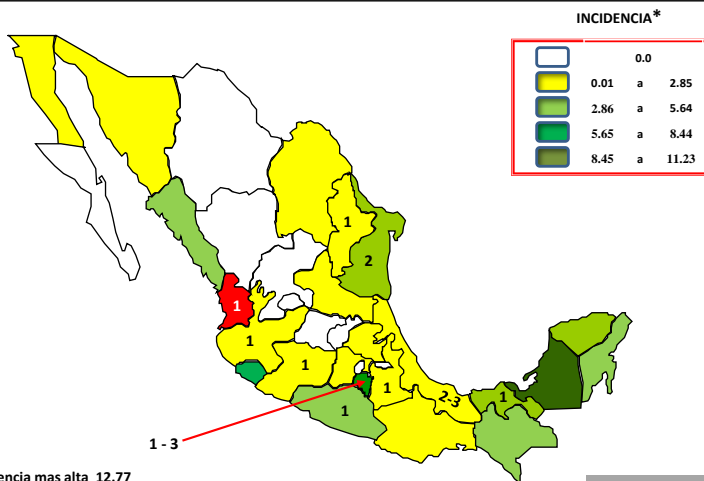 INCIDENCIA*
0.0
0.01 a 2.85
2.86 a 5.64
5.65 a 8.44
8.45 a 11.23
1
2
1
1
1
1
2-3
1
1
1 - 3
mas alta 12.77